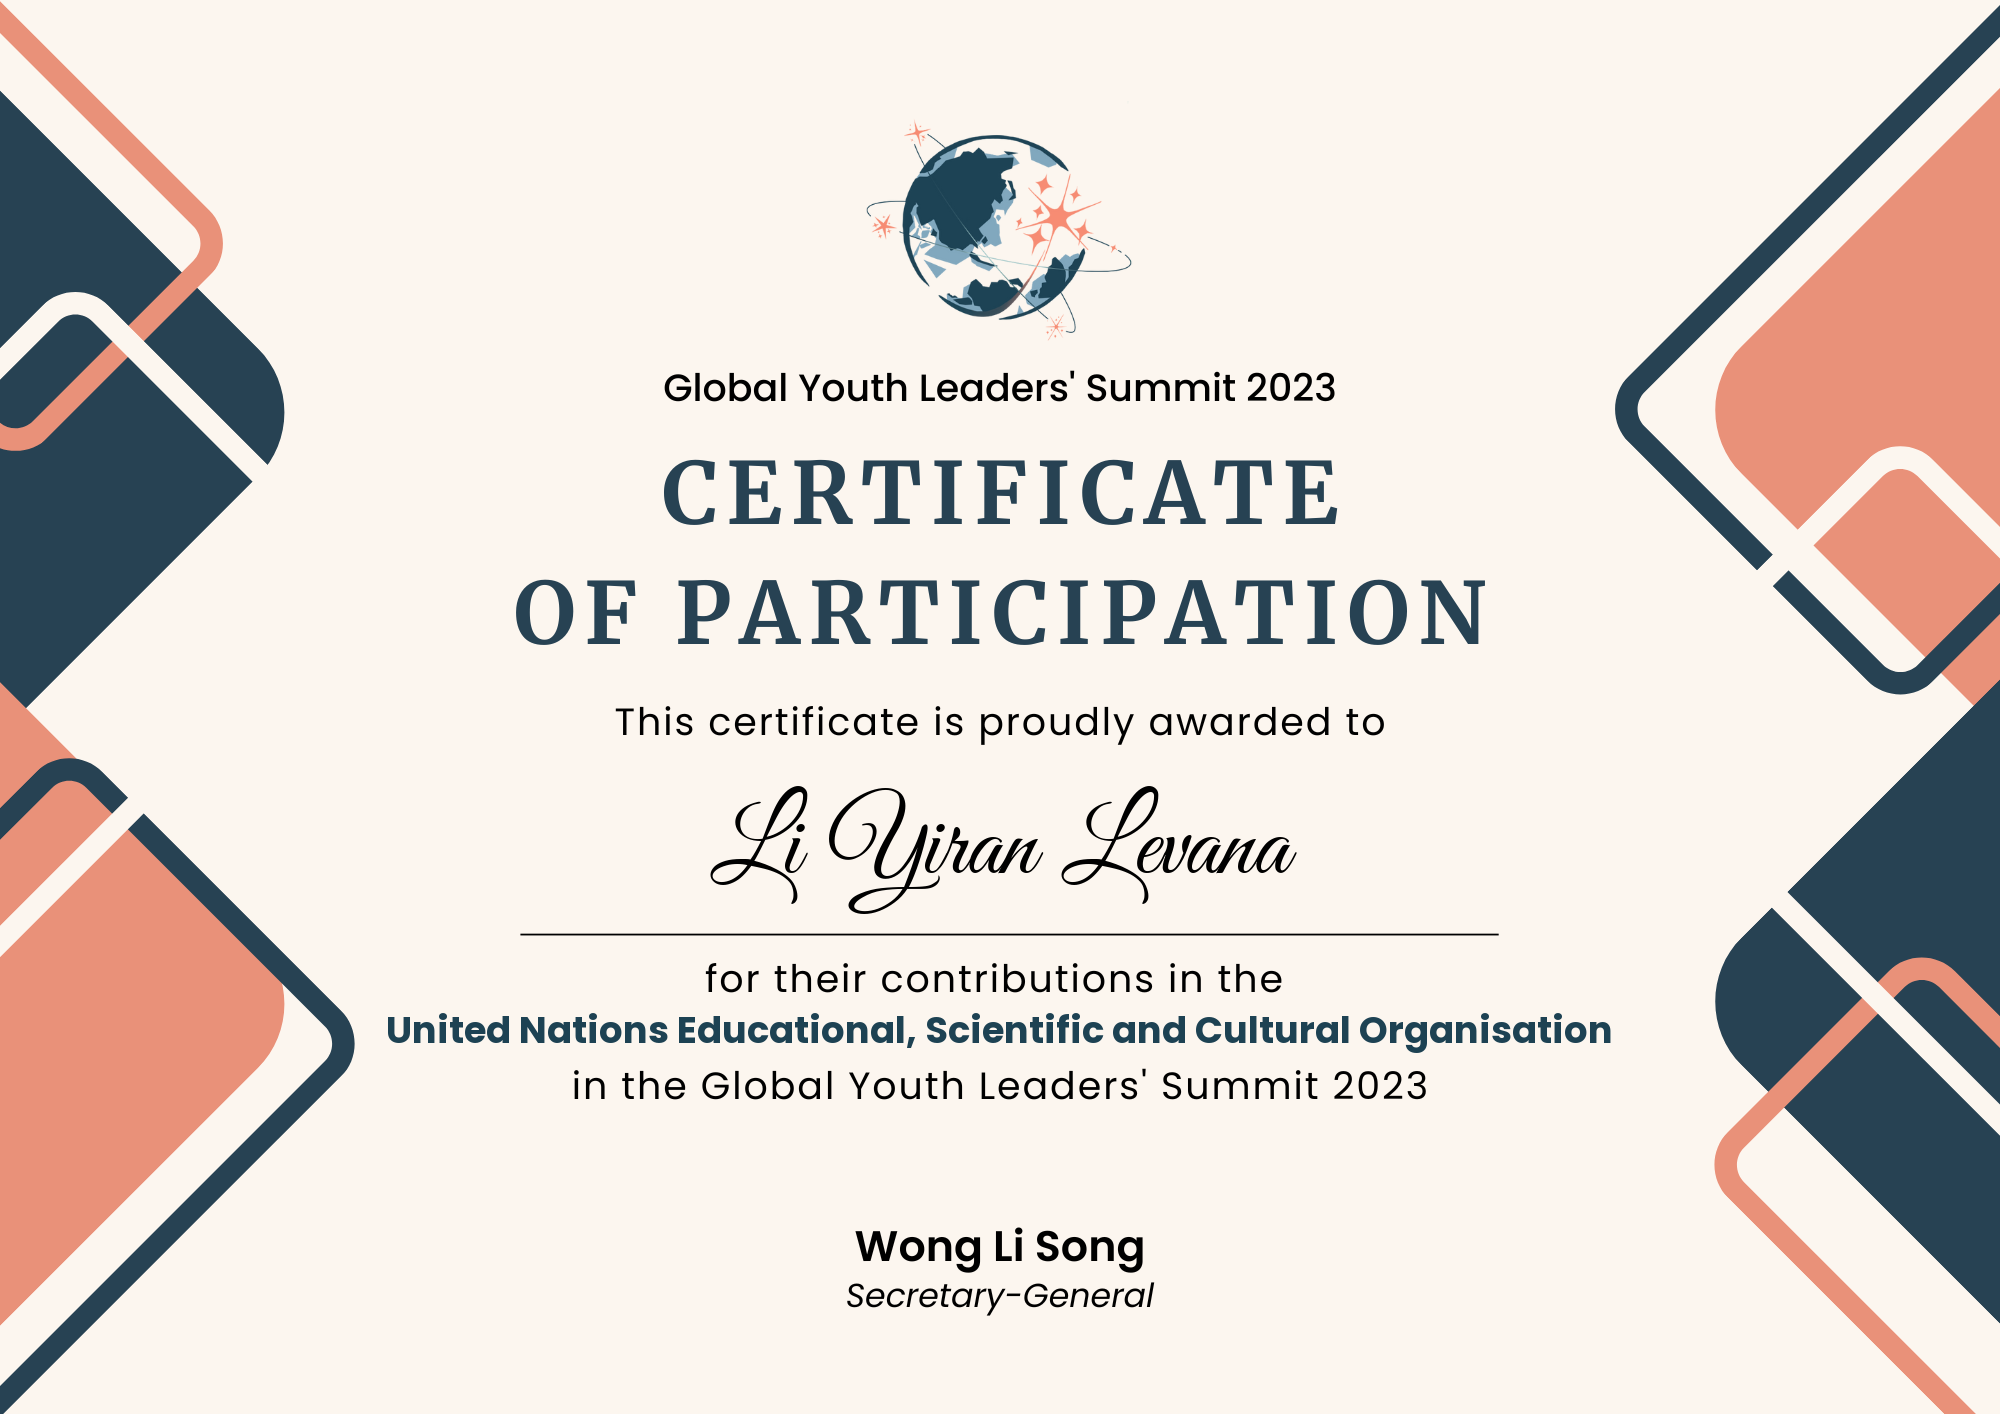 Global Youth Leaders' Summit 2023
CERTIFICATE
OF PARTICIPATION
This certificate is proudly awarded to
Li Yiran Levana
for their contributions in the
United Nations Educational, Scientific and Cultural Organisation
in the Global Youth Leaders' Summit 2023
Wong Li Song
Secretary-General